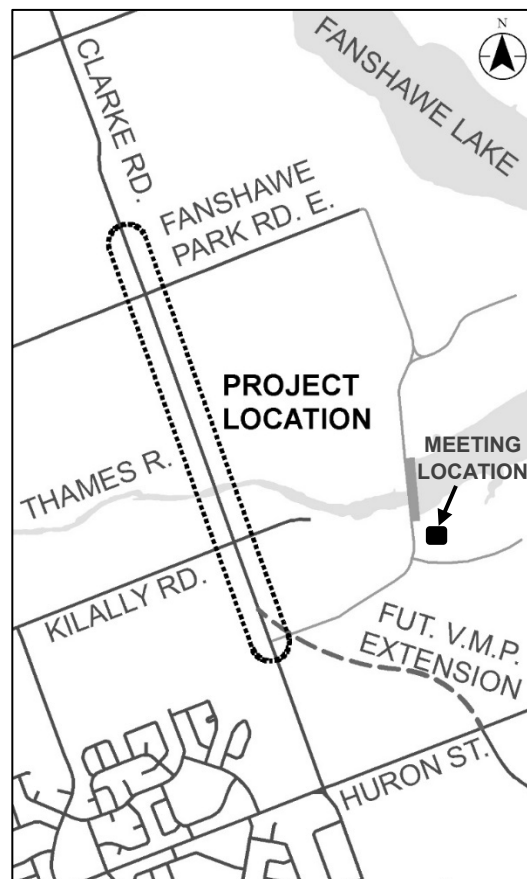 N
FANSHAWE LAKE
CLARKE RD.
FANSHAWE
PARK RD. E.
PROJECT
LOCATION
THAMES R.
MEETING
LOCATION
KILALLY RD.
FUT. V.M.P.
EXTENSION
HURON ST.